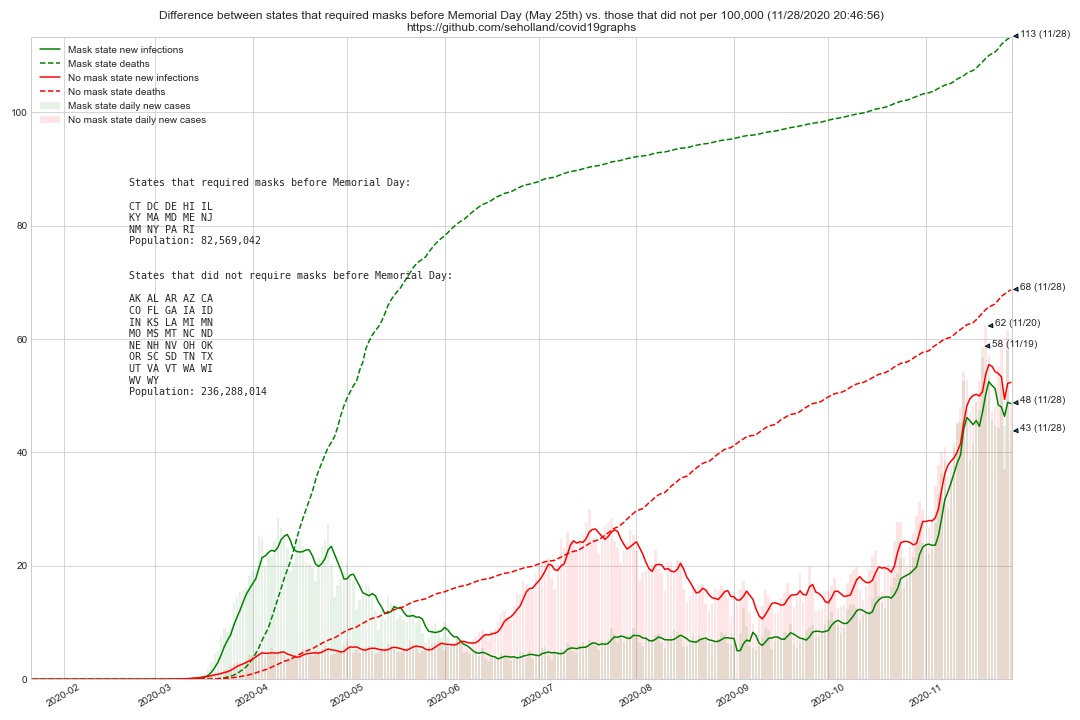 Difference between states that required masks before Memorial Day (May 25th) vs. those that did not per 100,000 (11/28/2020 20:46:56)
https://github.com/seholland/covid19graphs
Mask state new infections
Mask state deaths
No mask state new infections
No mask state deaths
Mask state daily new cases
No mask state daily new cases
113 (11/28)
100
States that required masks before Memorial Day:
CT DC DE HI IL
KY MA MD ME NJ
NM NY PA RI
Population: 82,569,042
80
States that did not require masks before Memorial Day:
AK AL AR AZ CA
CO FL GA IA ID
IN KS LA MI MN
MO MS MT NC ND
NE NH NV OH OK
OR SC SD TN TX
UT VA VT WA WI
WV WY
Population: 236,288,014
68 (11/28)
62 (11/20)
60
58 (11/19)
48 (11/28)
43 (11/28)
40
20
0
2020-02
2020-03
2020-04
2020-05
2020-06
2020-07
2020-08
2020-09
2020-10
2020-11